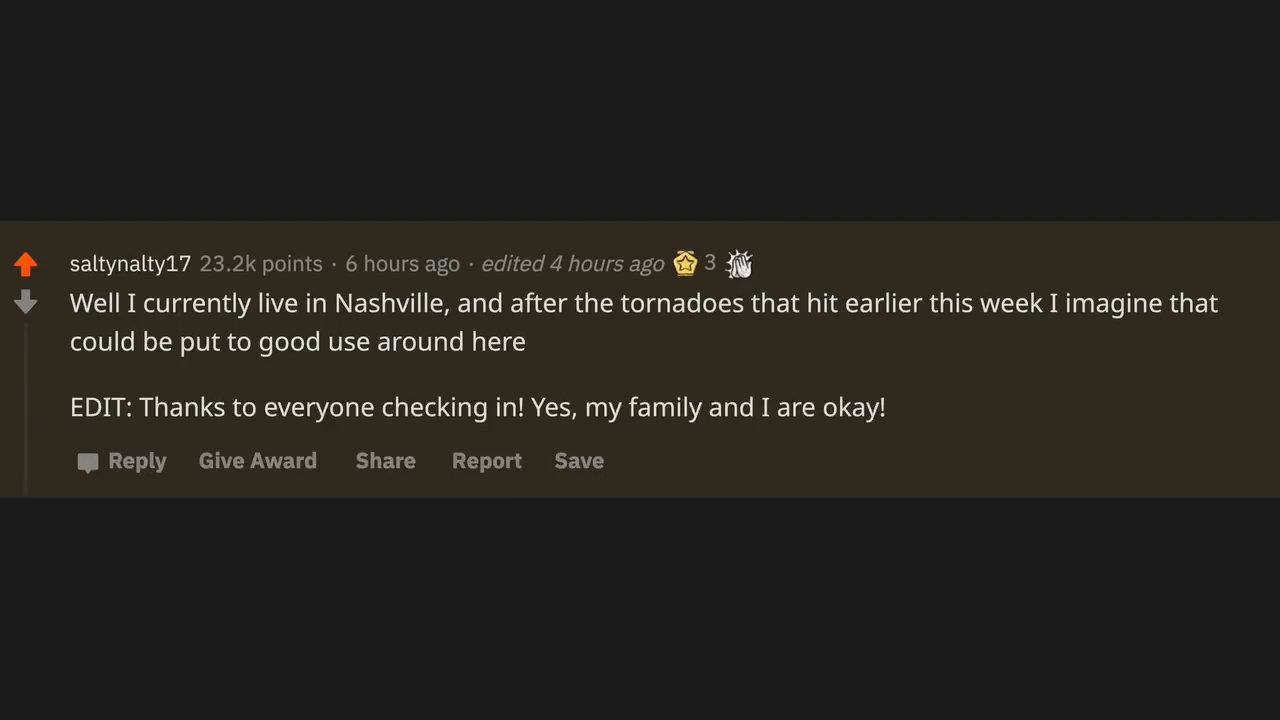 saltynalty17 23.2k points · 6 hours ago · edited 4 hours ago 3
Well I currently live in Nashville, and after the tornadoes that hit earlier this week I imagine that
could be put to good use around here
EDIT: Thanks to everyone checking in! Yes, my family and I are okay!
Reply Give Award Share Report Save